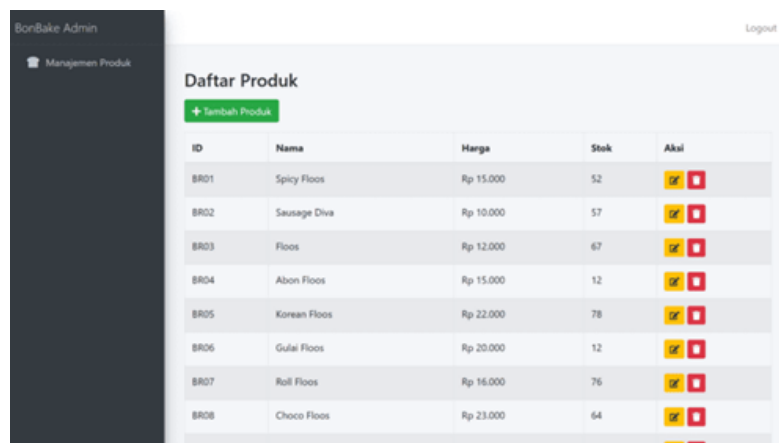 BonBake Admin
Logout
Manajemen Produk
Daftar Produk
+ Tambah Produk
ID Nama Harga Stok Aksi
BR01 Spicy Floos Rp 15.000 52
BR02 Sausage Diva Rp 10.000 57
BR03 Floos Rp 12.000 67
BR04 Abon Floos Rp 15.000 12
BR05 Korean Floos Rp 22.000 78
BR06 Gulai Floos Rp 20.000 12
BR07 Roll Floos Rp 16.000 76
BR08 Choco Floos Rp 23.000 64